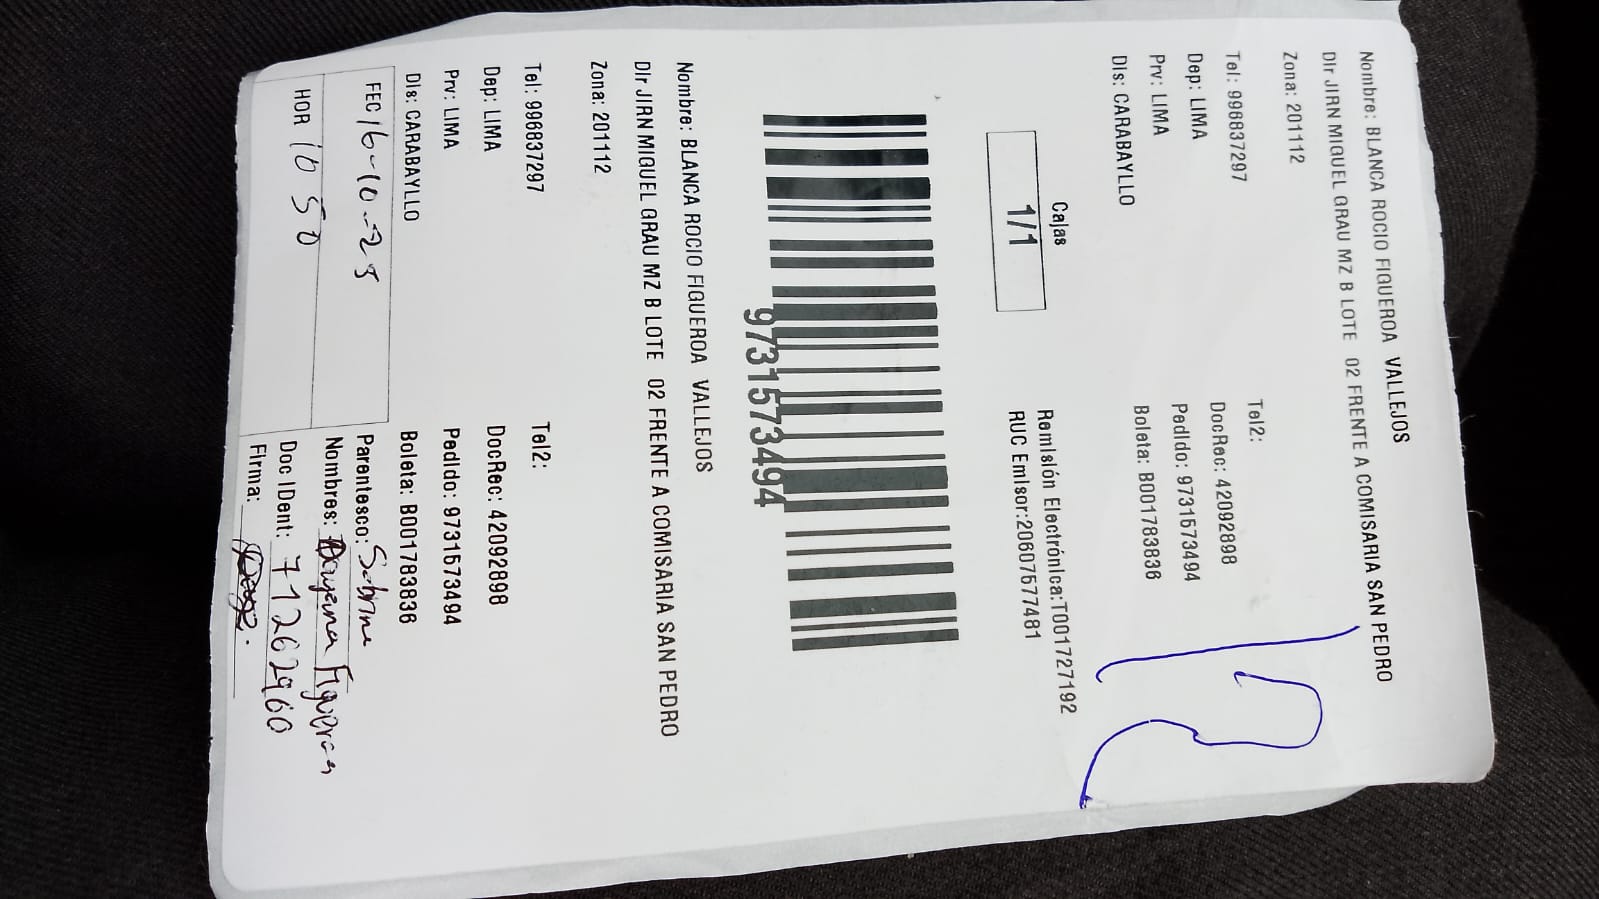 Nombre: BLANCA ROCIO FIGUEROA VALLEJOS
Dir JIRN MIGUEL GRAU MZ B LOTE 02 FRENTE A COMISARIA SAN PEDRO
Zona: 201112
Tel: 996837297 Tel2:
Dep: LIMA DocRec: 42092898
Prv: LIMA Pedido: 9731573494
Dis: CARABAYLLO Boleta: B001783836
Cajas Remisión Electrónica:T001727192
1/1 RUC Emisor:20607577481
9731573494
Nombre: BLANCA ROCIO FIGUEROA VALLEJOS
Dir JIRN MIGUEL GRAU MZ B LOTE 02 FRENTE A COMISARIA SAN PEDRO
Zona: 201112
Tel: 996837297 Tel2:
Dep: LIMA DocRec: 42092898
Prv: LIMA Pedido: 9731573494
Dis: CARABAYLLO Boleta: B001783836
FEC 16-10-25 Parentesco: Sobrina
Nombres: Dayana Figueroa
HOR 10 50 Doc IDent: 71262960
Firma: